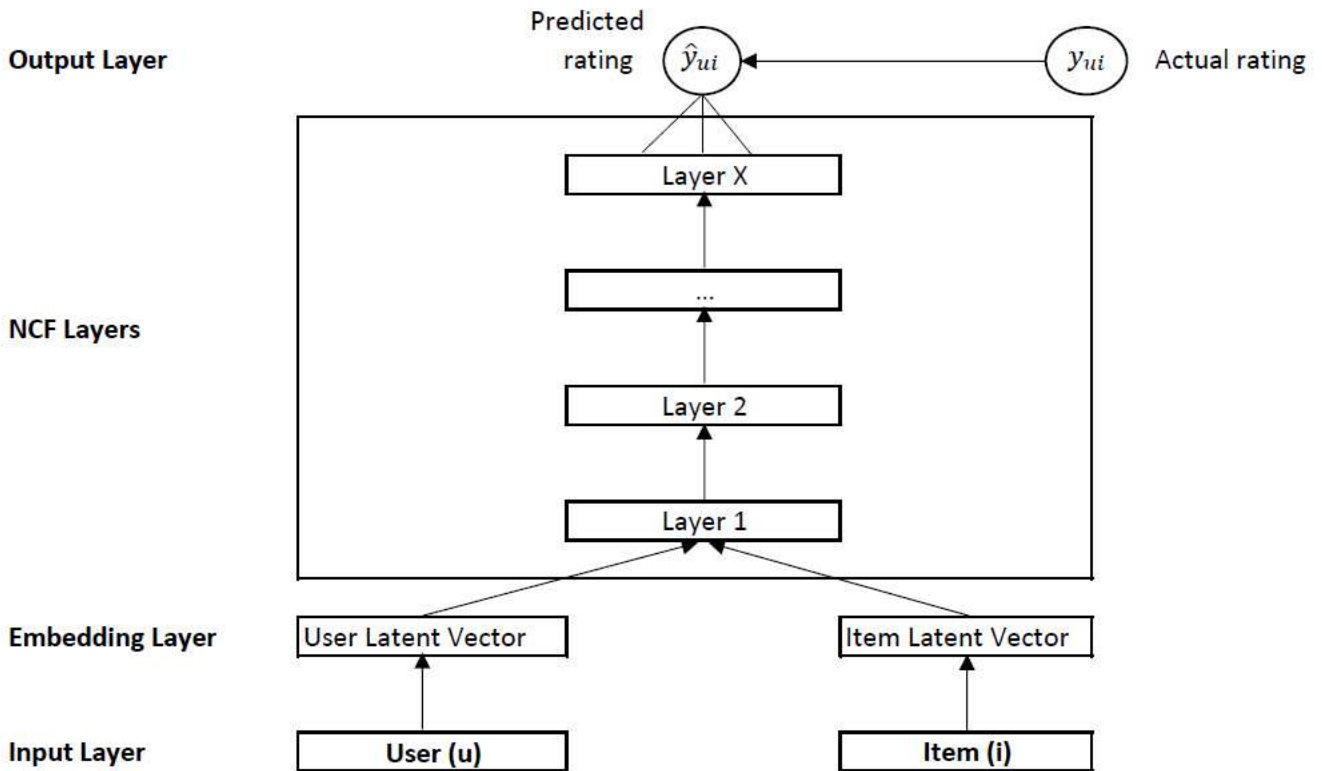 Predicted
Output Layer rating ŷui yui Actual rating
Layer X
...
NCF Layers
Layer 2
Layer 1
Embedding Layer User Latent Vector Item Latent Vector
Input Layer User (u) Item (i)